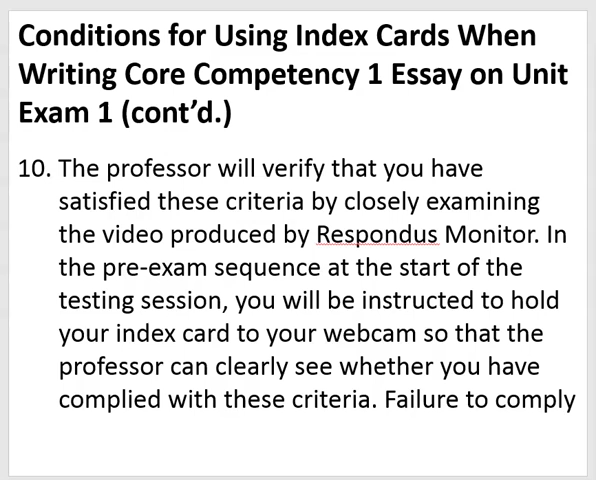 Conditions for Using Index Cards When
Writing Core Competency 1 Essay on Unit
Exam 1 (cont’d.)
10. The professor will verify that you have
satisfied these criteria by closely examining
the video produced by Respondus Monitor. In
the pre-exam sequence at the start of the
testing session, you will be instructed to hold
your index card to your webcam so that the
professor can clearly see whether you have
complied with these criteria. Failure to comply